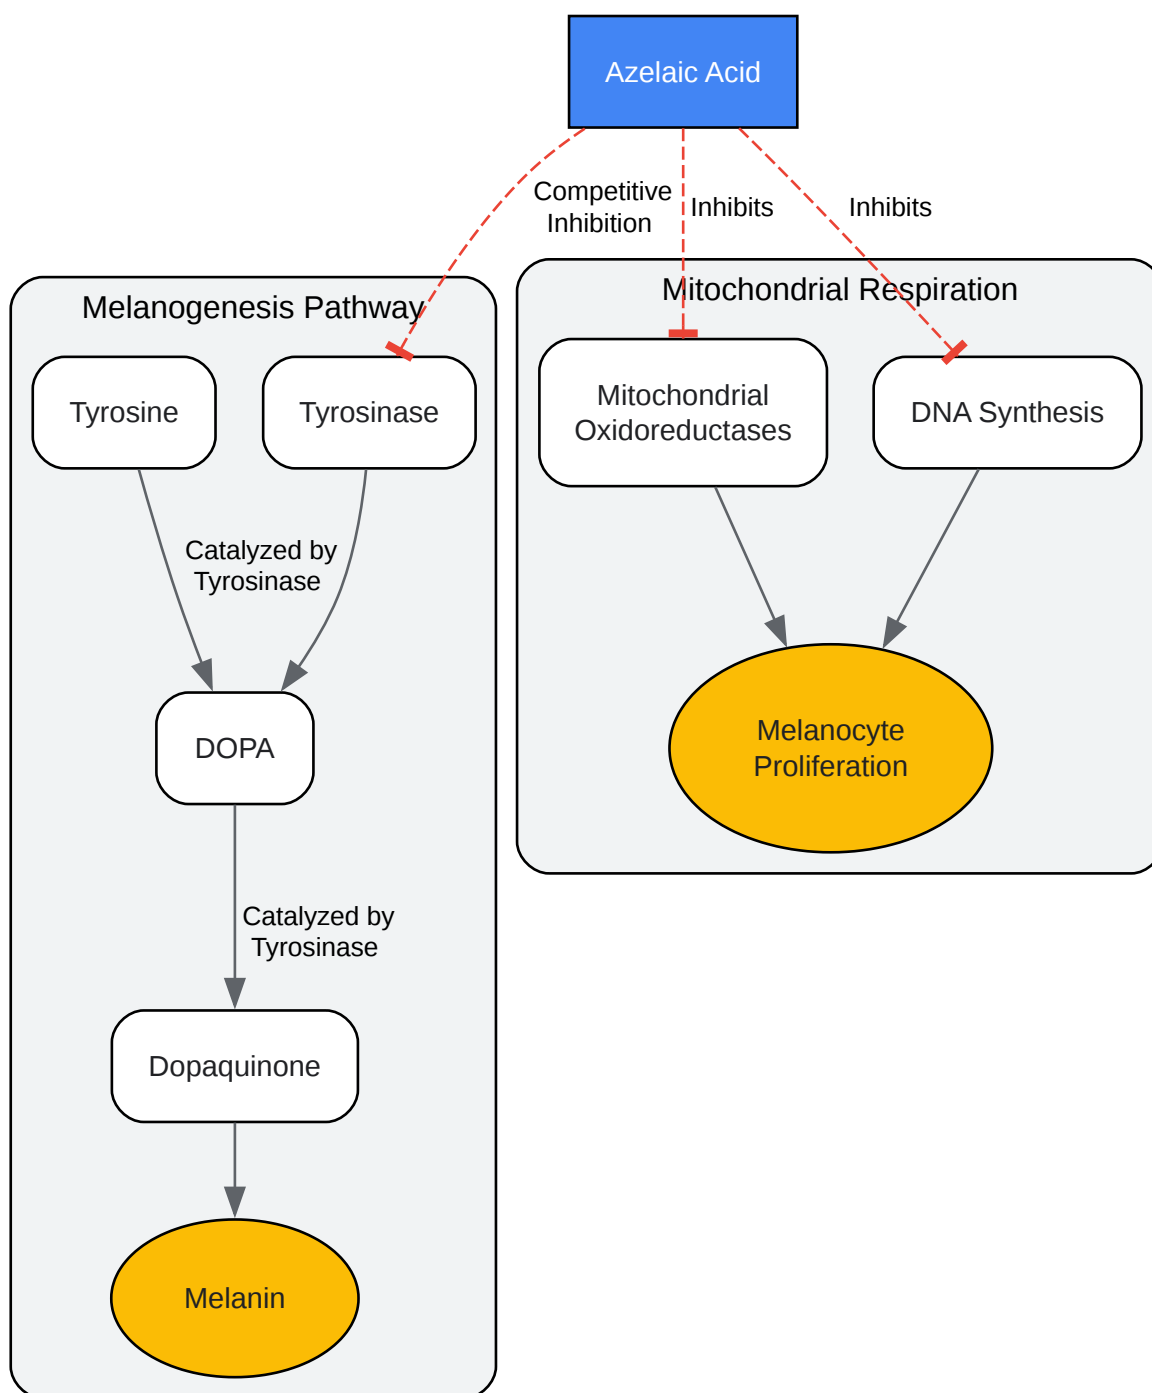 Azelaic Acid
Competitive
Inhibition
Inhibits
Inhibits
Melanogenesis Pathway
Mitochondrial Respiration
Tyrosine
Tyrosinase
Mitochondrial
Oxidoreductases
DNA Synthesis
Catalyzed by
Tyrosinase
DOPA
Melanocyte
Proliferation
Catalyzed by
Tyrosinase
Dopaquinone
Melanin